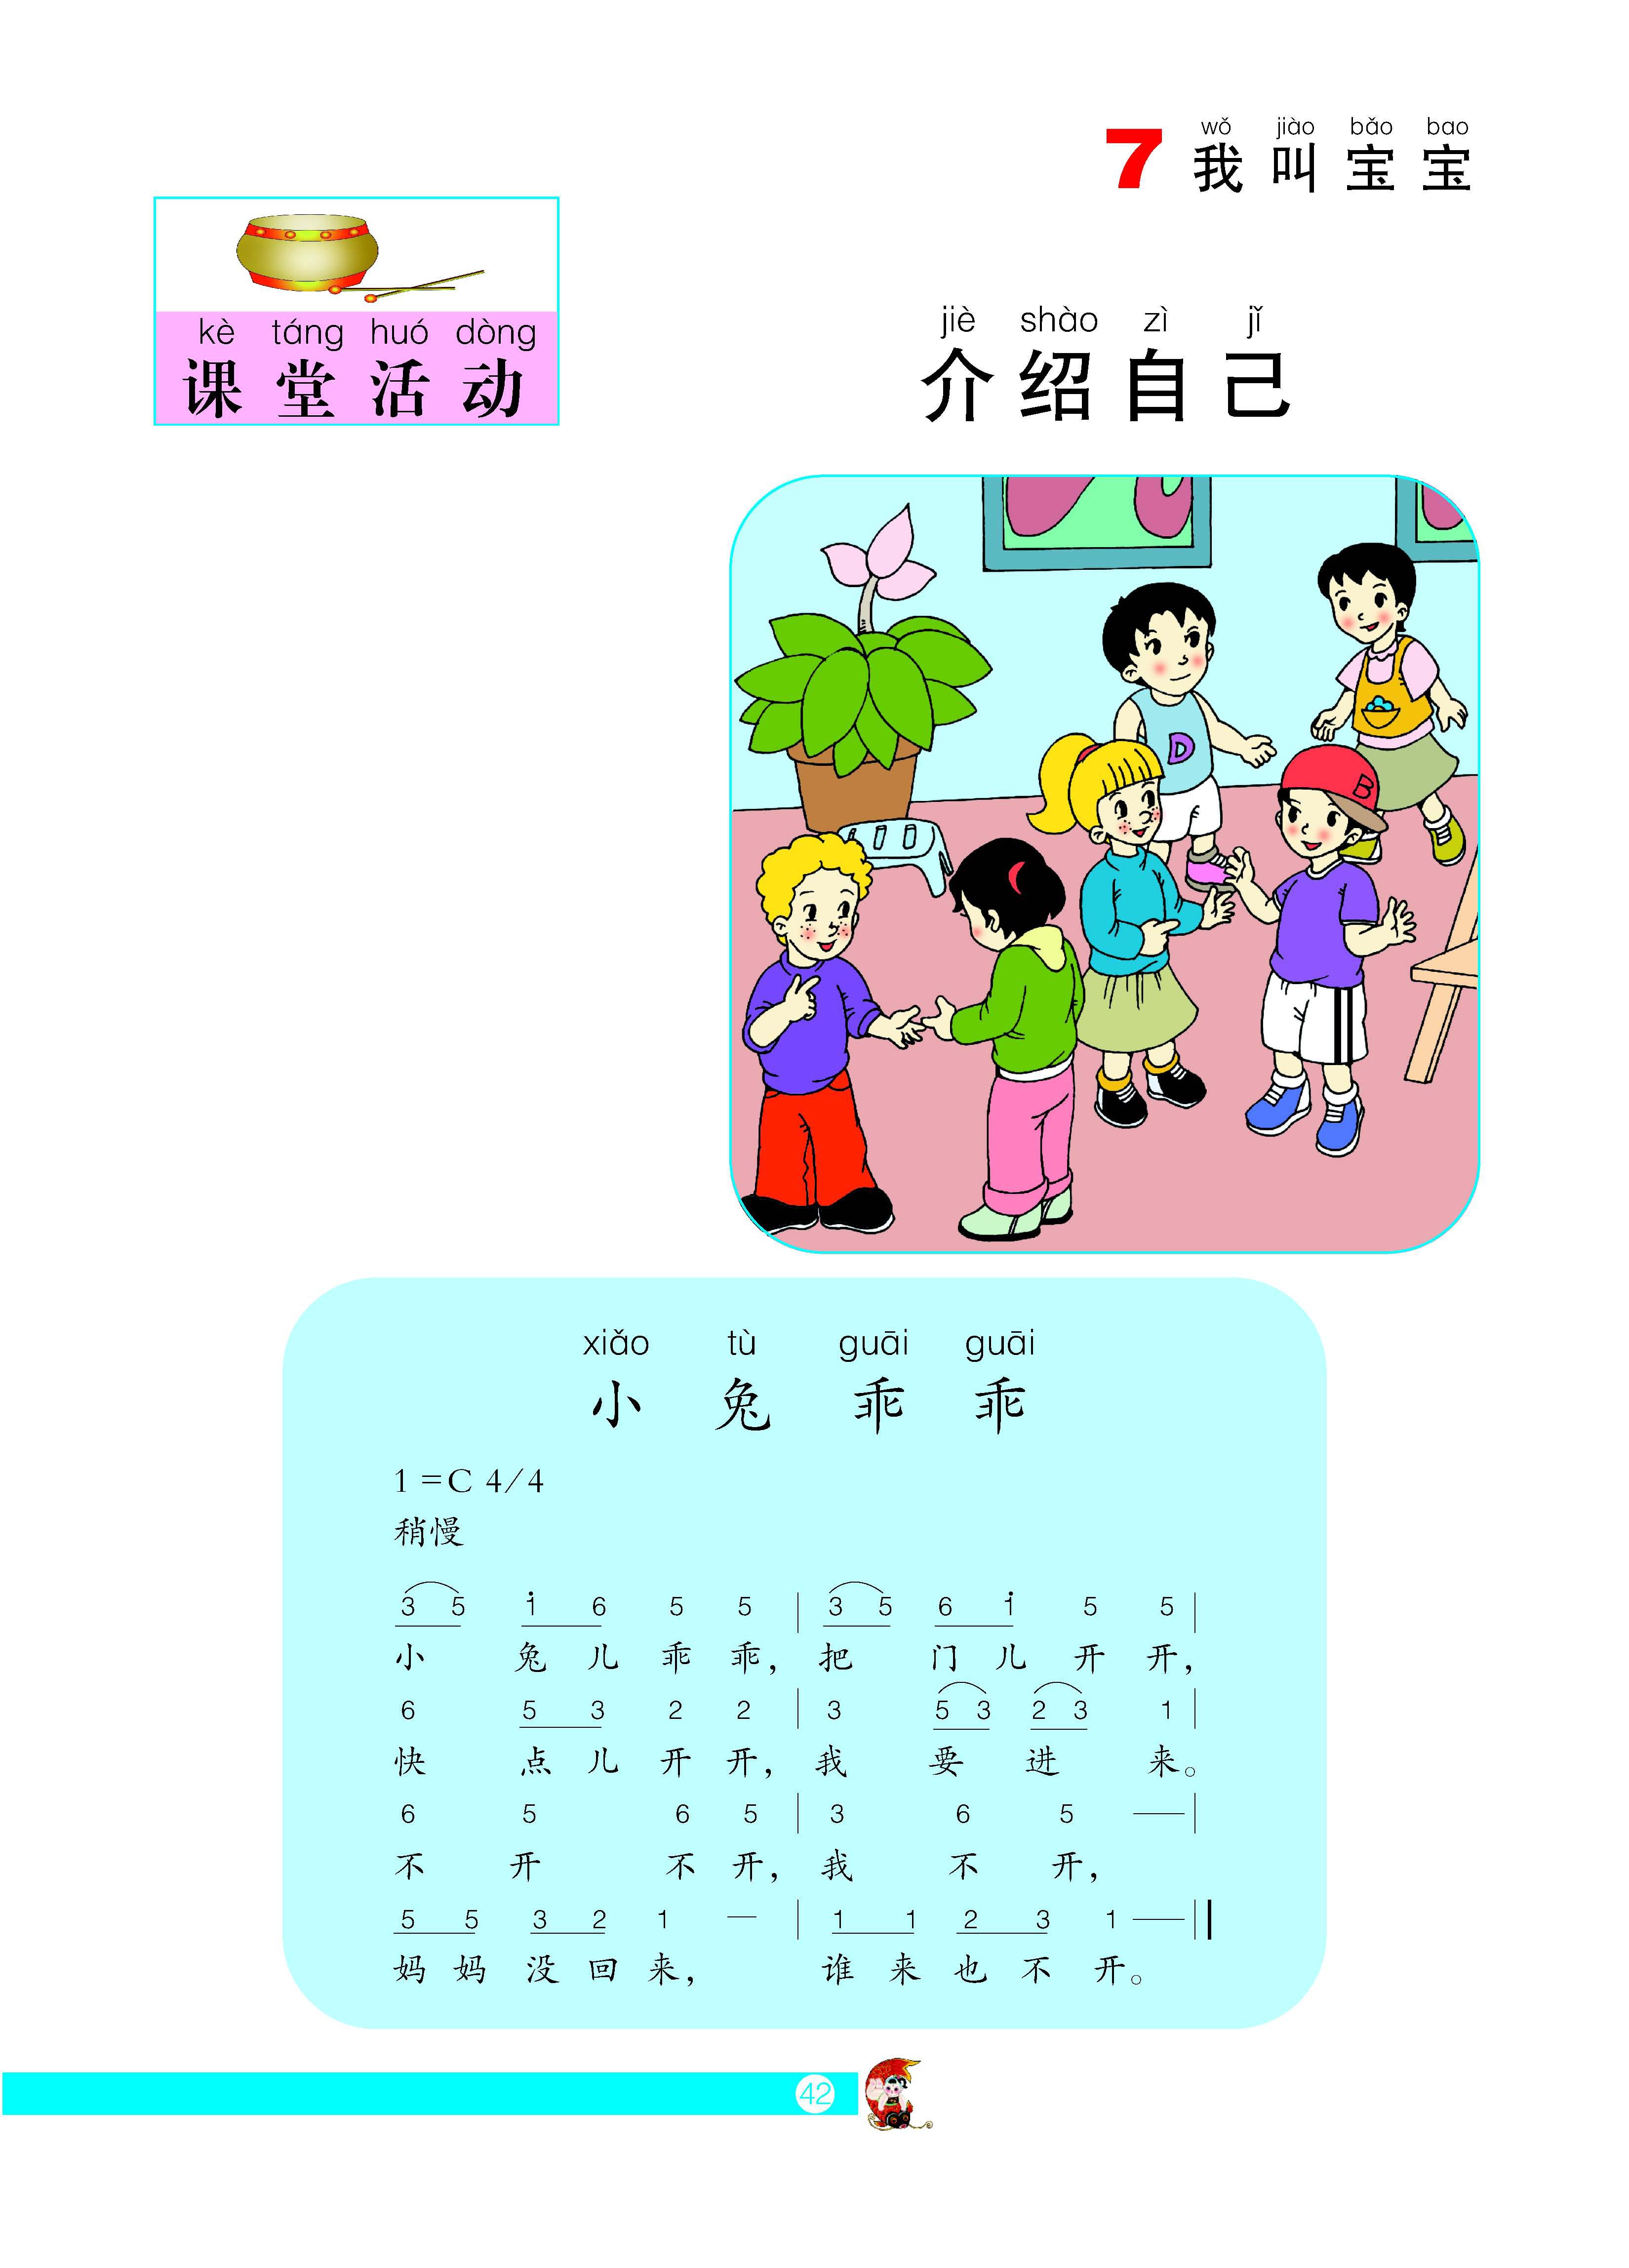 wǒ jiào bǎo bao
7 我叫宝宝
kè táng huó dòng
课堂活动
jiè shào zì jǐ
介绍自己
D
B
xiǎo tù guāi guāi
小兔乖乖
1=C 4/4
稍慢
3 5 1̇ 6 5 5 | 3 5 6 1̇ 5 5 |
小兔儿乖乖，把门儿开开，
6 5 3 2 2 | 3 5 3 2 3 1 |
快点儿开开，我要进来。
6 5 6 5 | 3 6 5 — |
不开不开，我不开，
5 5 3 2 1 — | 1 1 2 3 1 — ||
妈妈没回来，谁来也不开。
42